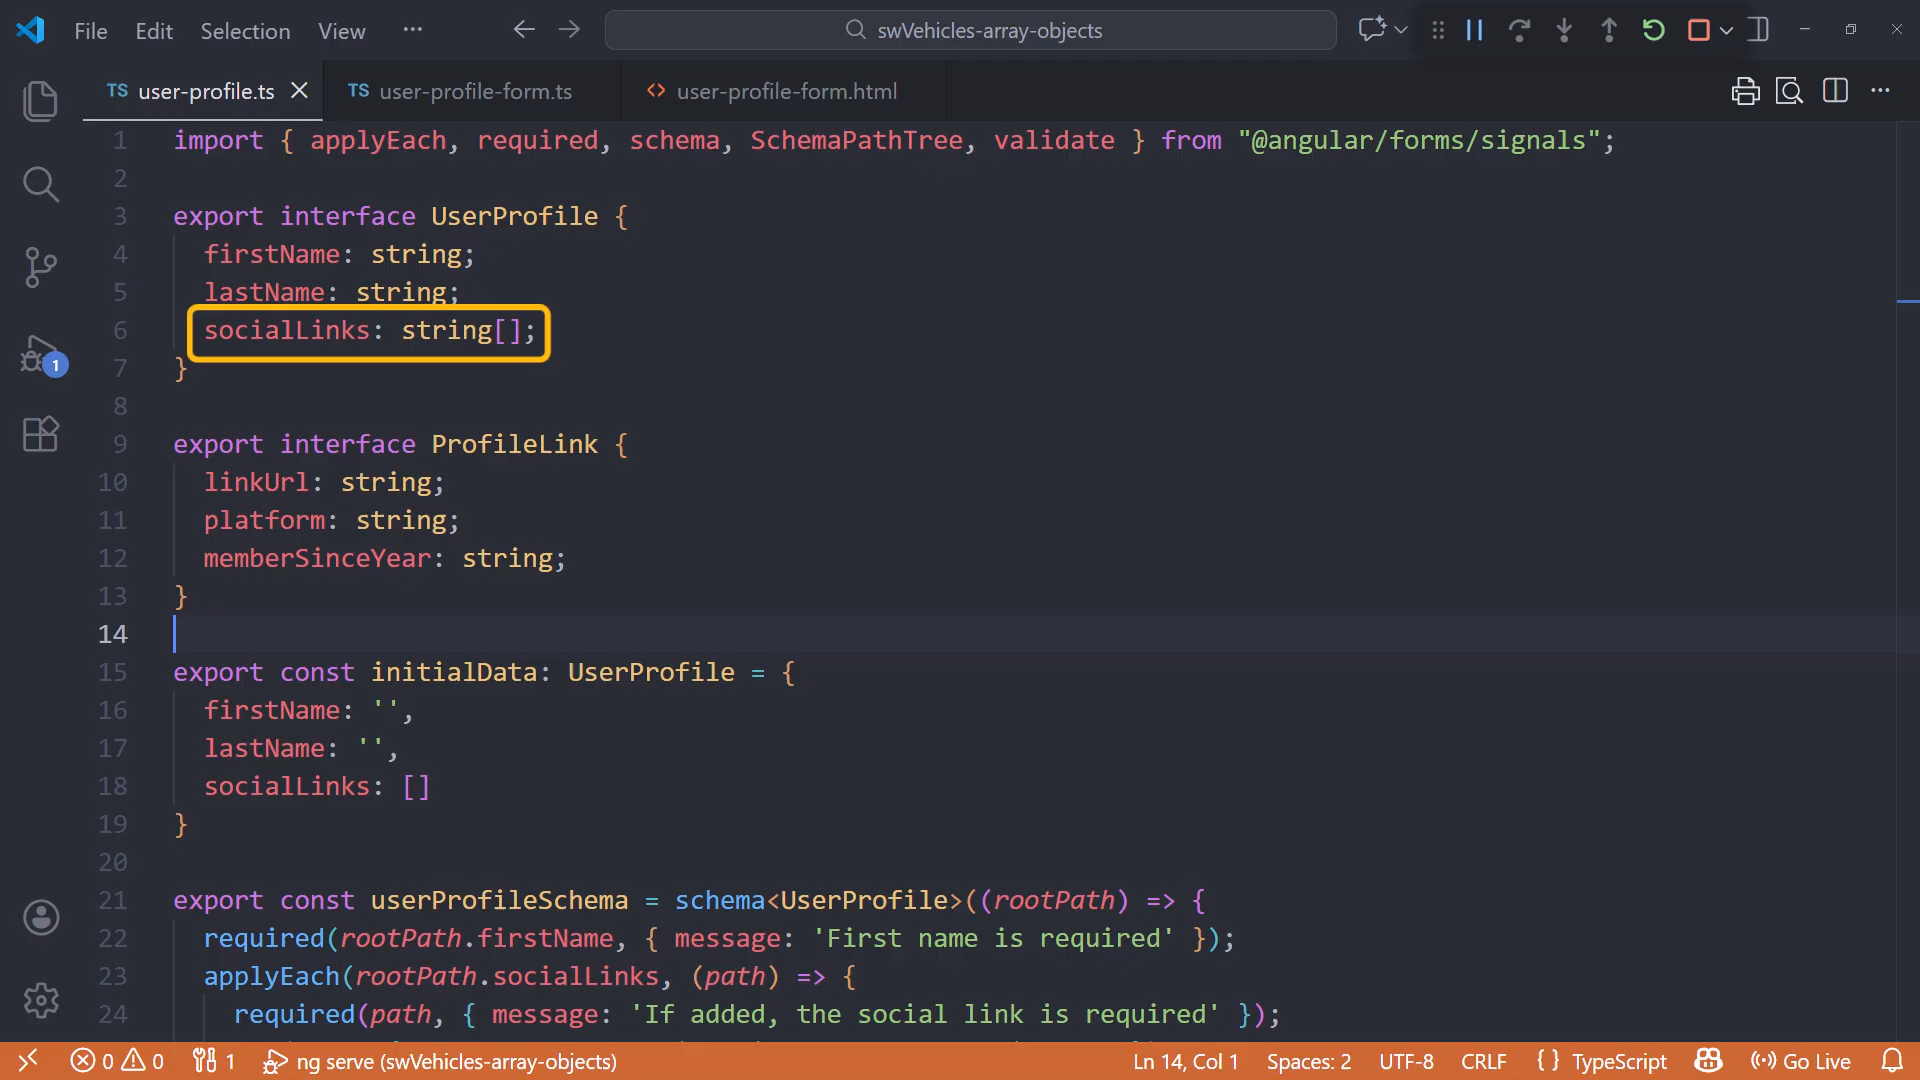 File Edit Selection View ··· swVehicles-array-objects
TS user-profile.ts TS user-profile-form.ts <> user-profile-form.html
1 import { applyEach, required, schema, SchemaPathTree, validate } from "@angular/forms/signals";
2
3 export interface UserProfile {
4 firstName: string;
5 lastName: string;
6 socialLinks: string[];
7 }
8
9 export interface ProfileLink {
10 linkUrl: string;
11 platform: string;
12 memberSinceYear: string;
13 }
14
15 export const initialData: UserProfile = {
16 firstName: '',
17 lastName: '',
18 socialLinks: []
19 }
20
21 export const userProfileSchema = schema<UserProfile>((rootPath) => {
22 required(rootPath.firstName, { message: 'First name is required' });
23 applyEach(rootPath.socialLinks, (path) => {
24 required(path, { message: 'If added, the social link is required' });
1
0 0 1 ng serve (swVehicles-array-objects) Ln 14, Col 1 Spaces: 2 UTF-8 CRLF { } TypeScript Go Live